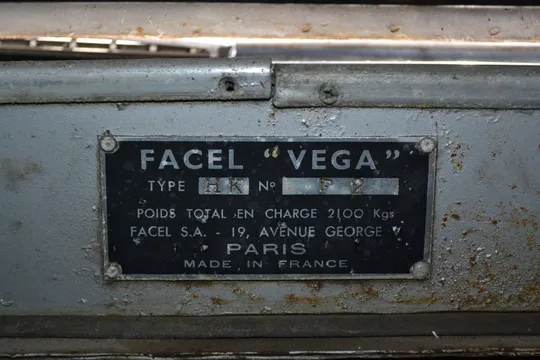 FACEL "VEGA"
TYPE HK Nº P 2
POIDS TOTAL EN CHARGE 2100 Kgs
FACEL S.A. - 19, AVENUE GEORGE V
PARIS
MADE IN FRANCE